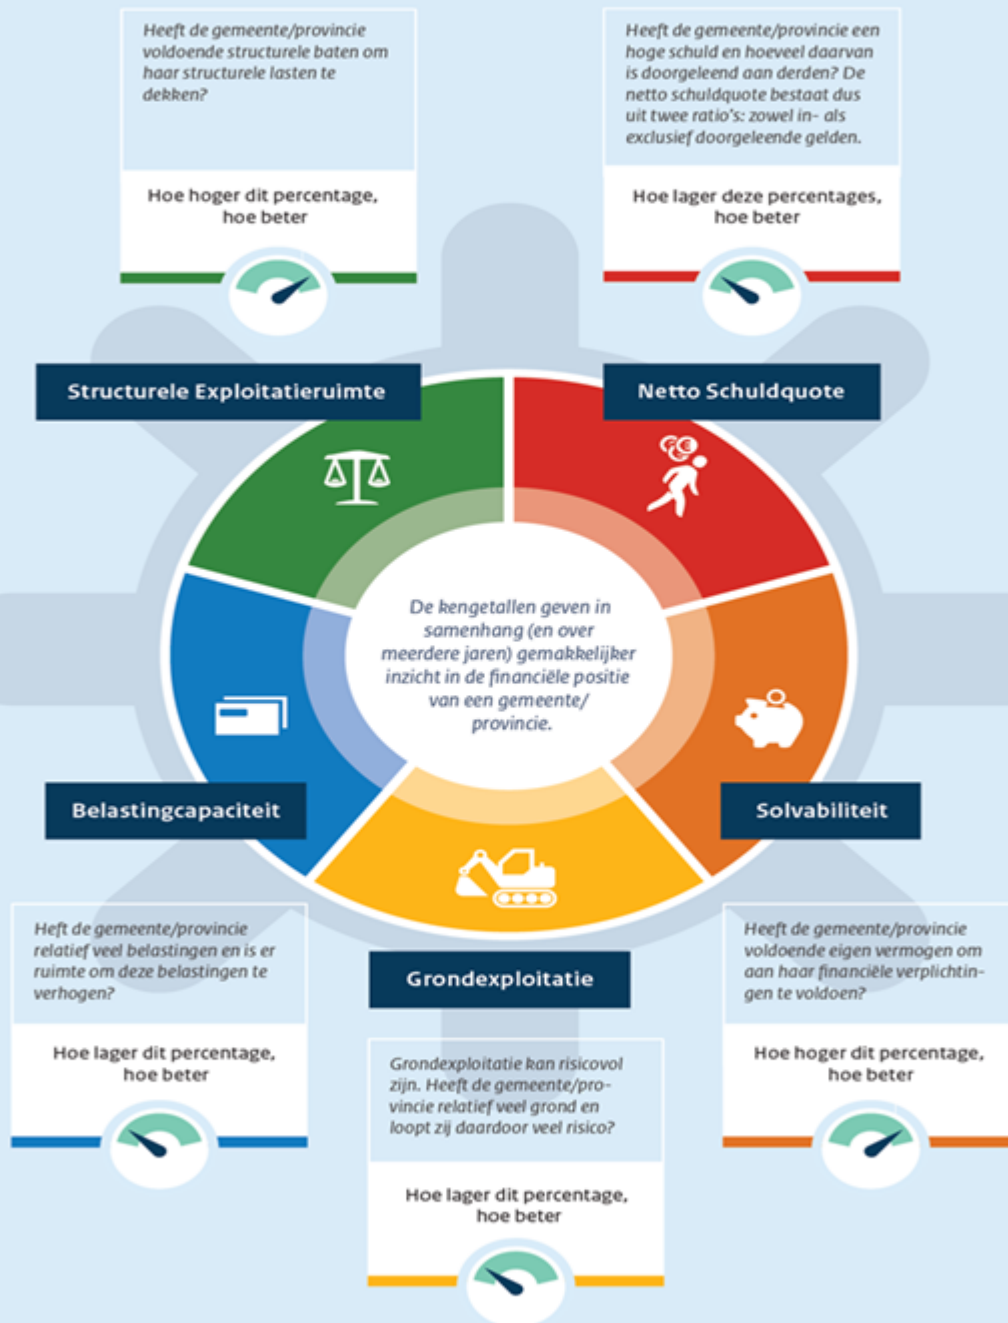 Heeft de gemeente/provincie
voldoende structurele baten om
haar structurele lasten te
dekken?
Hoe hoger dit percentage,
hoe beter
Heeft de gemeente/provincie een
hoge schuld en hoeveel daarvan
is doorgeleend aan derden? De
netto schuldquote bestaat dus
uit twee ratio's: zowel in- als
exclusief doorgeleende gelden.
Hoe lager deze percentages,
hoe beter
Structurele Exploitatieruimte
Netto Schuldquote
De kengetallen geven in
samenhang (en over
meerdere jaren) gemakkelijker
inzicht in de financiële positie
van een gemeente/
provincie.
Belastingcapaciteit
Solvabiliteit
Heft de gemeente/provincie
relatief veel belastingen en is er
ruimte om deze belastingen te
verhogen?
Hoe lager dit percentage,
hoe beter
Grondexploitatie
Grondexploitatie kan risicovol
zijn. Heeft de gemeente/pro-
vincie relatief veel grond en
loopt zij daardoor veel risico?
Hoe lager dit percentage,
hoe beter
Heeft de gemeente/provincie
voldoende eigen vermogen om
aan haar financiële verplichtin-
gen te voldoen?
Hoe hoger dit percentage,
hoe beter